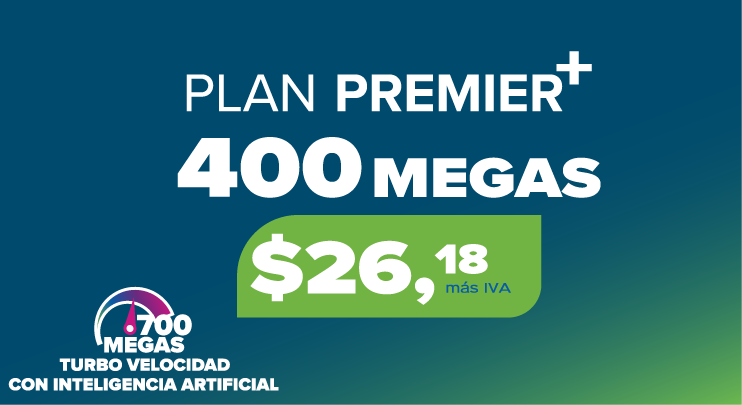 PLAN PREMIER+
400 MEGAS
$26,18
más IVA
700
MEGAS
TURBO VELOCIDAD
CON INTELIGENCIA ARTIFICIAL